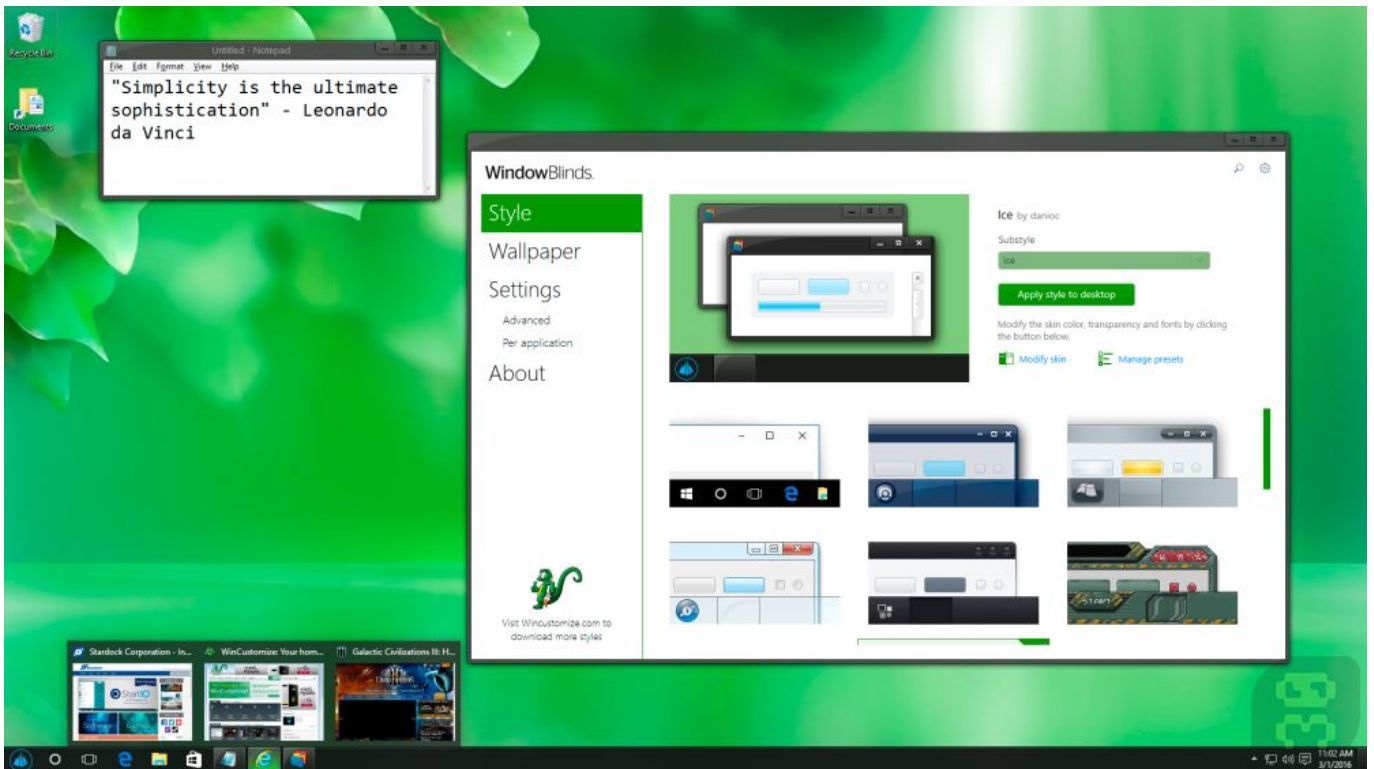 Recycle Bin
Documents
Untitled - Notepad
File Edit Format View Help
"Simplicity is the ultimate
sophistication" - Leonardo
da Vinci
WindowBlinds.
Style
Wallpaper
Settings
Advanced
Per application
About
Visit Wincustomize.com to
download more styles
Ice by danioc
Substyle
Ice
Apply style to desktop
Modify the skin color, transparency and fonts by clicking
the button below.
Modify skin
Manage presets
START
Stardock Corporation - In...
WinCustomize: Your hom...
Galactic Civilizations III: H...
11:02 AM
3/1/2016